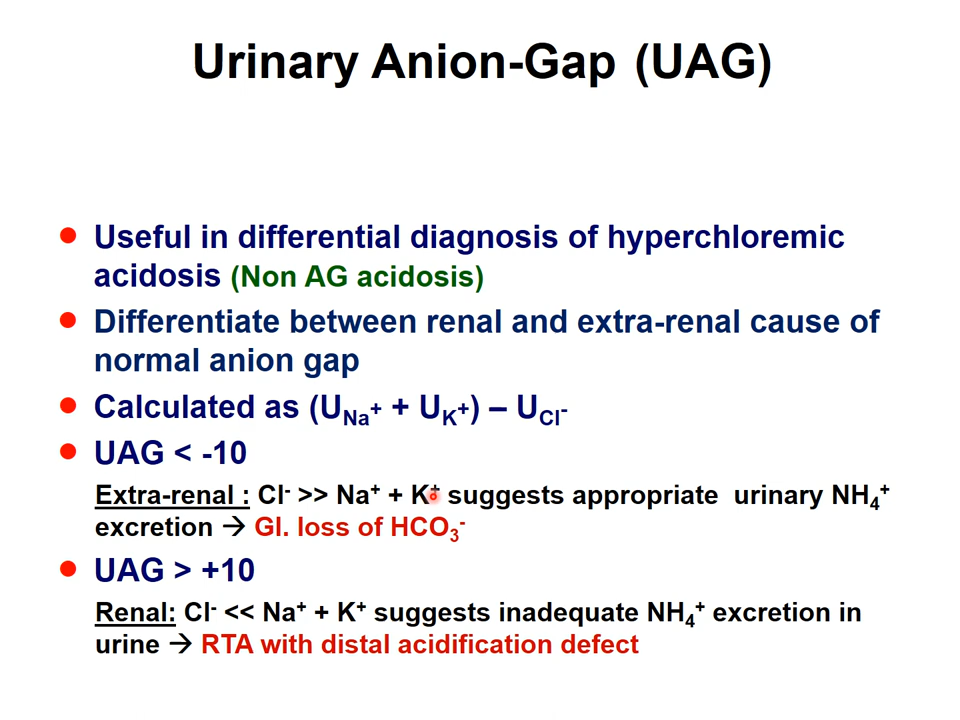 Urinary Anion-Gap (UAG)
● Useful in differential diagnosis of hyperchloremic
acidosis (Non AG acidosis)
● Differentiate between renal and extra-renal cause of
normal anion gap
● Calculated as (U_Na⁺ + U_K⁺) – U_Cl⁻
● UAG < -10
Extra-renal : Cl⁻ >> Na⁺ + K⁺ suggests appropriate urinary NH₄⁺
excretion → GI. loss of HCO₃⁻
● UAG > +10
Renal: Cl⁻ << Na⁺ + K⁺ suggests inadequate NH₄⁺ excretion in
urine → RTA with distal acidification defect